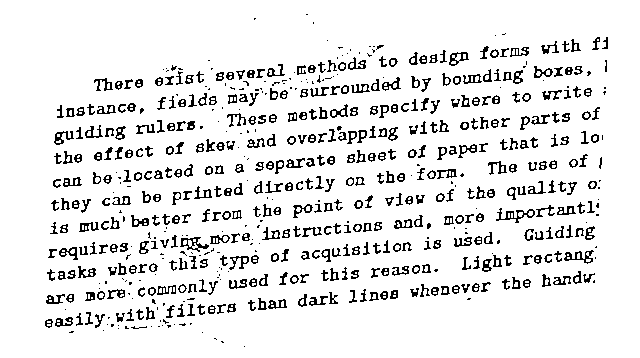 There exist several methods to design forms with fi
instance, fields may be surrounded by bounding boxes,
guiding rulers. These methods specify where to write
the effect of skew and overlapping with other parts of
can be located on a separate sheet of paper that is lo
they can be printed directly on the form. The use of
is much better from the point of view of the quality o
requires giving more instructions and, more importantl
tasks where this type of acquisition is used. Guiding
are more commonly used for this reason. Light rectang
easily with filters than dark lines whenever the handw